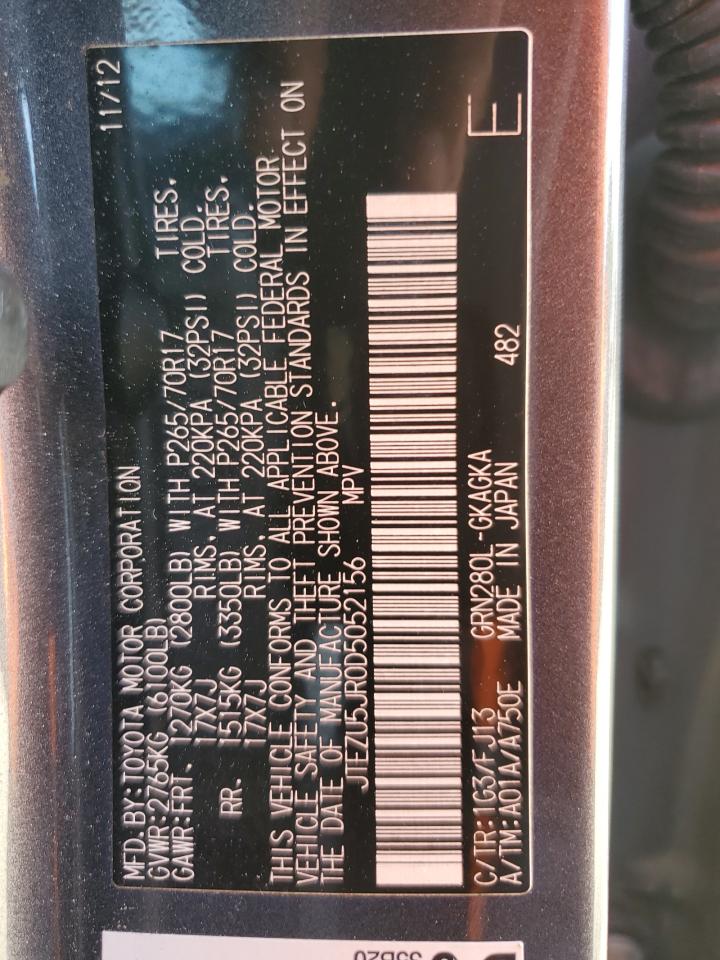 MFD.BY:TOYOTA MOTOR CORPORATION 11/12
GVWR:2765KG (6100LB)
GAWR:FRT. 1270KG (2800LB) WITH P265/70R17 TIRES,
17X7J RIMS, AT 220KPA (32PSI) COLD.
RR. 1515KG (3350LB) WITH P265/70R17 TIRES,
17X7J RIMS, AT 220KPA (32PSI) COLD.
THIS VEHICLE CONFORMS TO ALL APPLICABLE FEDERAL MOTOR
VEHICLE SAFETY AND THEFT PREVENTION STANDARDS IN EFFECT ON
THE DATE OF MANUFACTURE SHOWN ABOVE.
JTEZU5JR0D5052156 MPV
C/TR:1G3/FJ13 GRN280L-GKAGKA E
A/TM:A01A/A750E MADE IN JAPAN 482